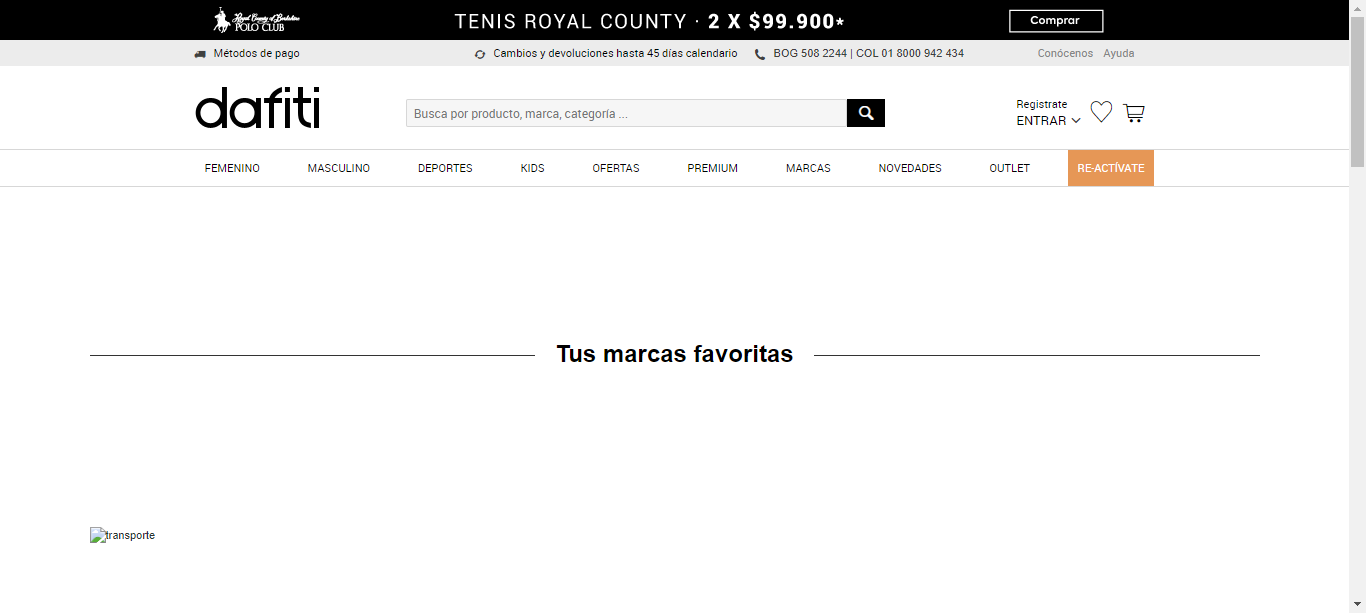 Royal County of Berkshire
POLO CLUB
TENIS ROYAL COUNTY · 2 X $99.900*
Comprar
Métodos de pago
Cambios y devoluciones hasta 45 días calendario
BOG 508 2244 | COL 01 8000 942 434
Conócenos
Ayuda
dafiti
Busca por producto, marca, categoría ...
Registrate
ENTRAR
FEMENINO
MASCULINO
DEPORTES
KIDS
OFERTAS
PREMIUM
MARCAS
NOVEDADES
OUTLET
RE-ACTÍVATE
Tus marcas favoritas
transporte